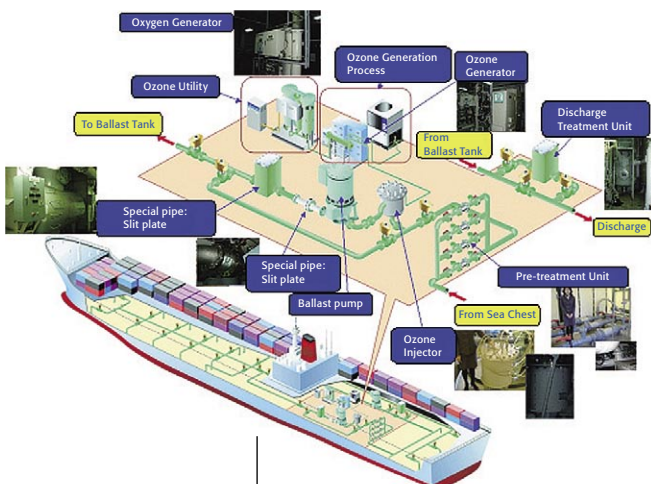 Oxygen Generator
Ozone Generation
Process
Ozone
Generator
Ozone Utility
To Ballast Tank
From
Ballast Tank
Discharge
Treatment Unit
Special pipe:
Slit plate
Discharge
Special pipe:
Slit plate
Pre-treatment Unit
Ballast pump
From Sea Chest
Ozone
Injector